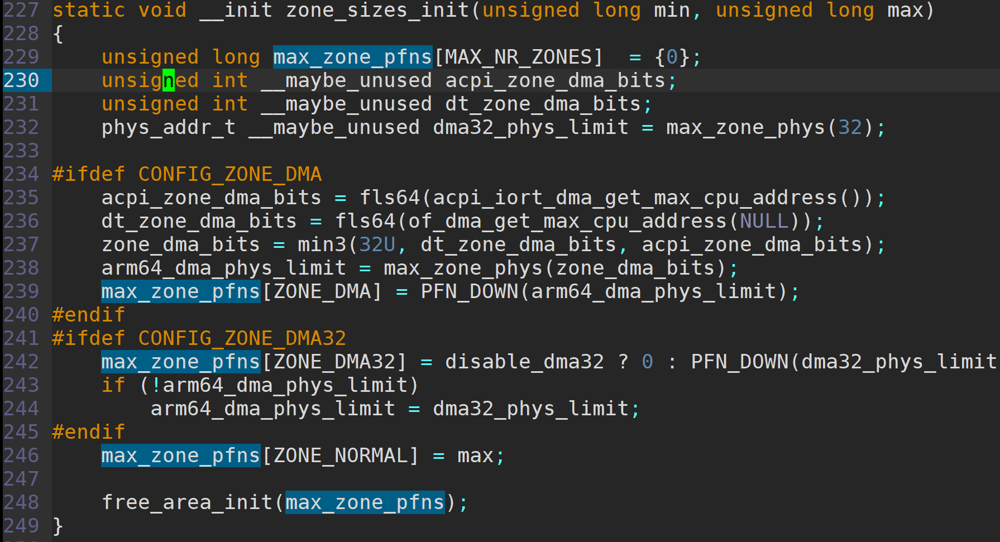 227 static void __init zone_sizes_init(unsigned long min, unsigned long max)
228 {
229     unsigned long max_zone_pfns[MAX_NR_ZONES]  = {0};
230     unsigned int __maybe_unused acpi_zone_dma_bits;
231     unsigned int __maybe_unused dt_zone_dma_bits;
232     phys_addr_t __maybe_unused dma32_phys_limit = max_zone_phys(32);
233
234 #ifdef CONFIG_ZONE_DMA
235     acpi_zone_dma_bits = fls64(acpi_iort_dma_get_max_cpu_address());
236     dt_zone_dma_bits = fls64(of_dma_get_max_cpu_address(NULL));
237     zone_dma_bits = min3(32U, dt_zone_dma_bits, acpi_zone_dma_bits);
238     arm64_dma_phys_limit = max_zone_phys(zone_dma_bits);
239     max_zone_pfns[ZONE_DMA] = PFN_DOWN(arm64_dma_phys_limit);
240 #endif
241 #ifdef CONFIG_ZONE_DMA32
242     max_zone_pfns[ZONE_DMA32] = disable_dma32 ? 0 : PFN_DOWN(dma32_phys_limit
243     if (!arm64_dma_phys_limit)
244         arm64_dma_phys_limit = dma32_phys_limit;
245 #endif
246     max_zone_pfns[ZONE_NORMAL] = max;
247
248     free_area_init(max_zone_pfns);
249 }